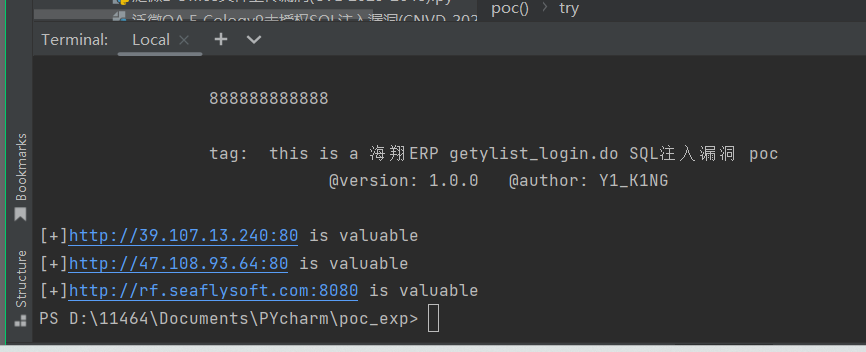 poc() › try
泛微OA E-Cology9未授权SQL注入漏洞(CNVD-202
Terminal: Local × +
888888888888
tag: this is a 海翔ERP getylist_login.do SQL注入漏洞 poc
@version: 1.0.0 @author: Y1_K1NG
[+]http://39.107.13.240:80 is valuable
[+]http://47.108.93.64:80 is valuable
[+]http://rf.seaflysoft.com:8080 is valuable
PS D:\11464\Documents\PYcharm\poc_exp>
Bookmarks
Structure